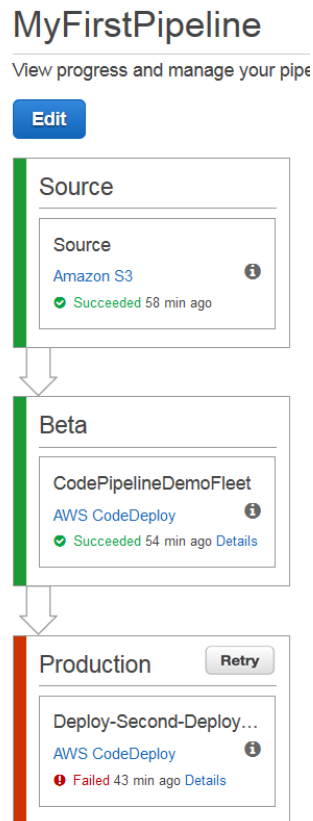 MyFirstPipeline
View progress and manage your pipe
Edit
Source
Source
Amazon S3
Succeeded 58 min ago
Beta
CodePipelineDemoFleet
AWS CodeDeploy
Succeeded 54 min ago Details
Production
Retry
Deploy-Second-Deploy...
AWS CodeDeploy
Failed 43 min ago Details